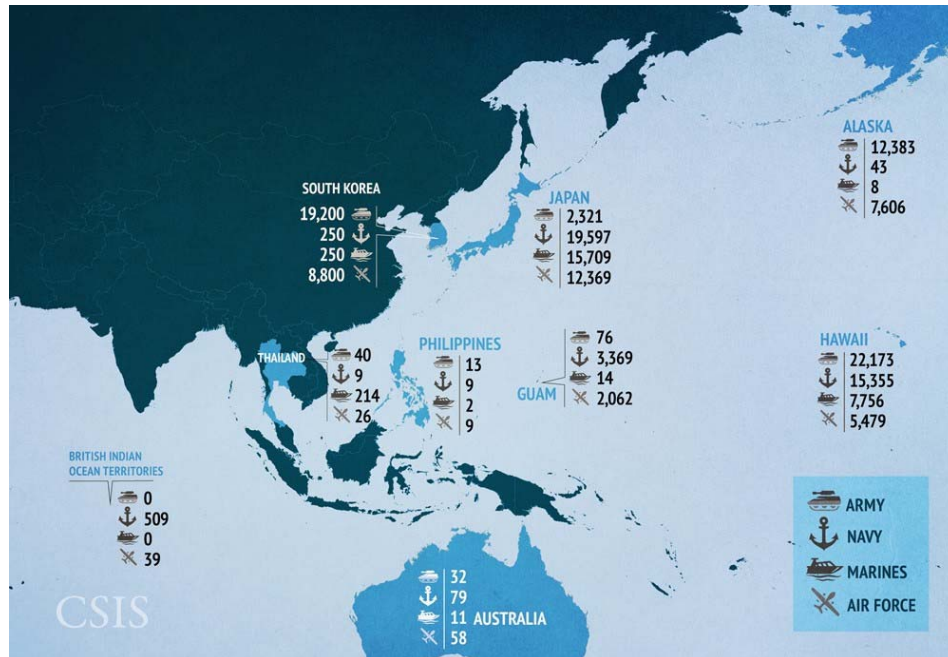 ALASKA
12,383
43
8
7,606
SOUTH KOREA
19,200
250
250
8,800
JAPAN
2,321
19,597
15,709
12,369
THAILAND
40
9
214
26
PHILIPPINES
13
9
2
9
GUAM
76
3,369
14
2,062
HAWAII
22,173
15,355
7,756
5,479
BRITISH INDIAN
OCEAN TERRITORIES
0
509
0
39
32
79
11 AUSTRALIA
58
ARMY
NAVY
MARINES
AIR FORCE
CSIS